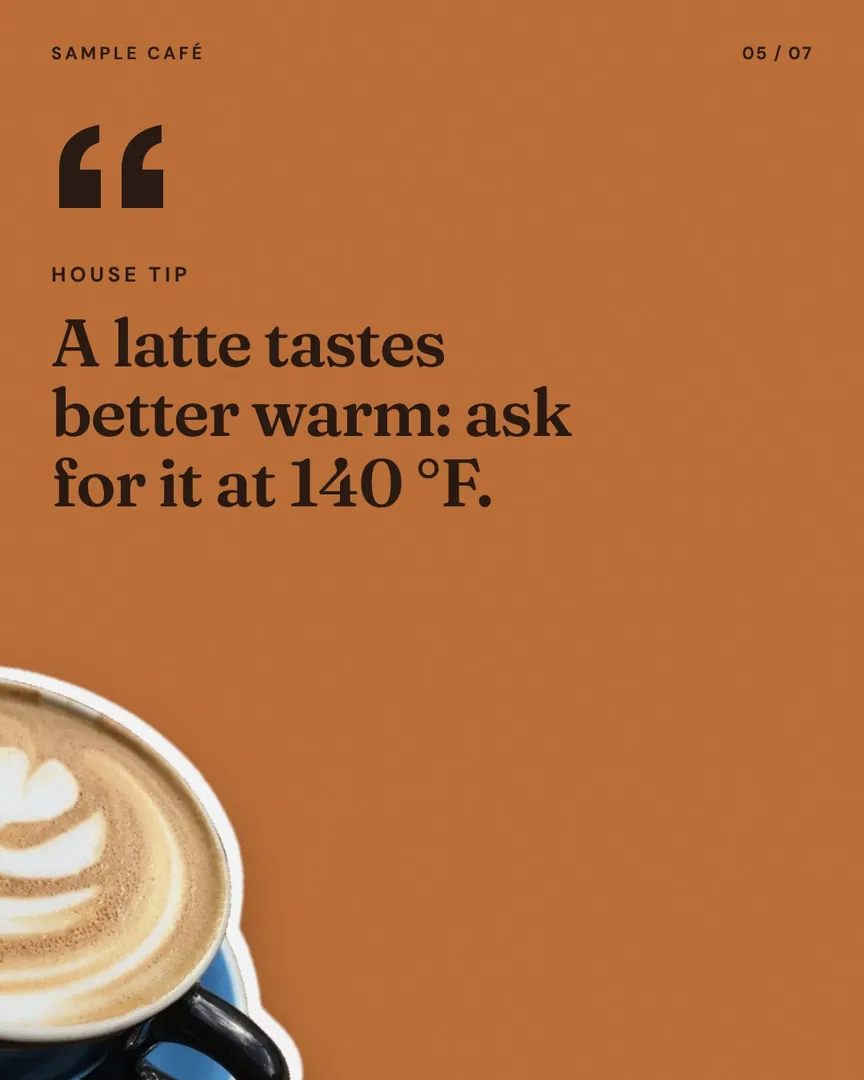 SAMPLE CAFÉ
05 / 07
“
HOUSE TIP
A latte tastes
better warm: ask
for it at 140 °F.